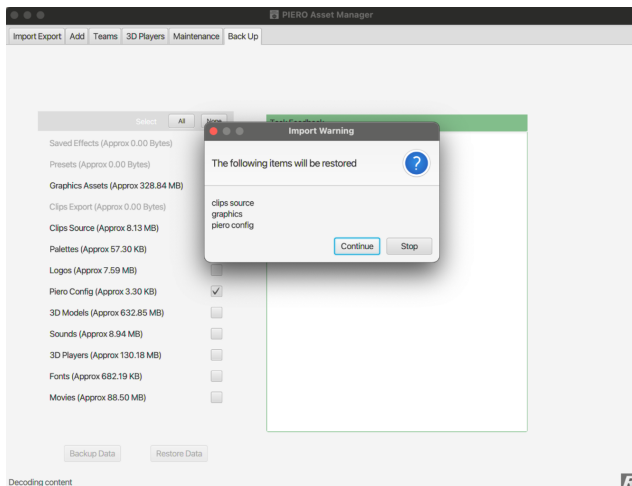 PIERO Asset Manager
Import Export Add Teams 3D Players Maintenance Back Up
Select All None
Task Feedback
Saved Effects (Approx 0.00 Bytes)
Presets (Approx 0.00 Bytes)
Graphics Assets (Approx 328.84 MB)
Clips Export (Approx 0.00 Bytes)
Clips Source (Approx 8.13 MB)
Palettes (Approx 57.30 KB)
Logos (Approx 7.59 MB)
Piero Config (Approx 3.30 KB)
3D Models (Approx 632.85 MB)
Sounds (Approx 8.94 MB)
3D Players (Approx 130.18 MB)
Fonts (Approx 682.19 KB)
Movies (Approx 88.50 MB)
Import Warning
The following items will be restored
?
clips source
graphics
piero config
Continue Stop
Backup Data Restore Data
Decoding content